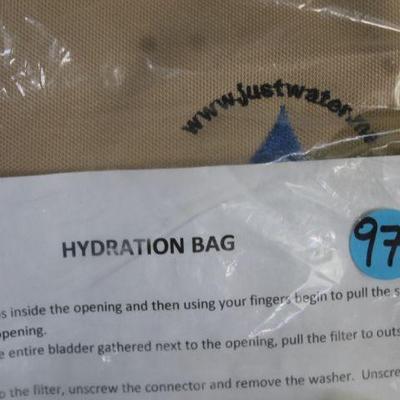 www.justwater.m
HYDRATION BAG
97
s inside the opening and then using your fingers begin to pull the s
opening.
e entire bladder gathered next to the opening, pull the filter to outs
the filter, unscrew the connector and remove the washer. Unscre